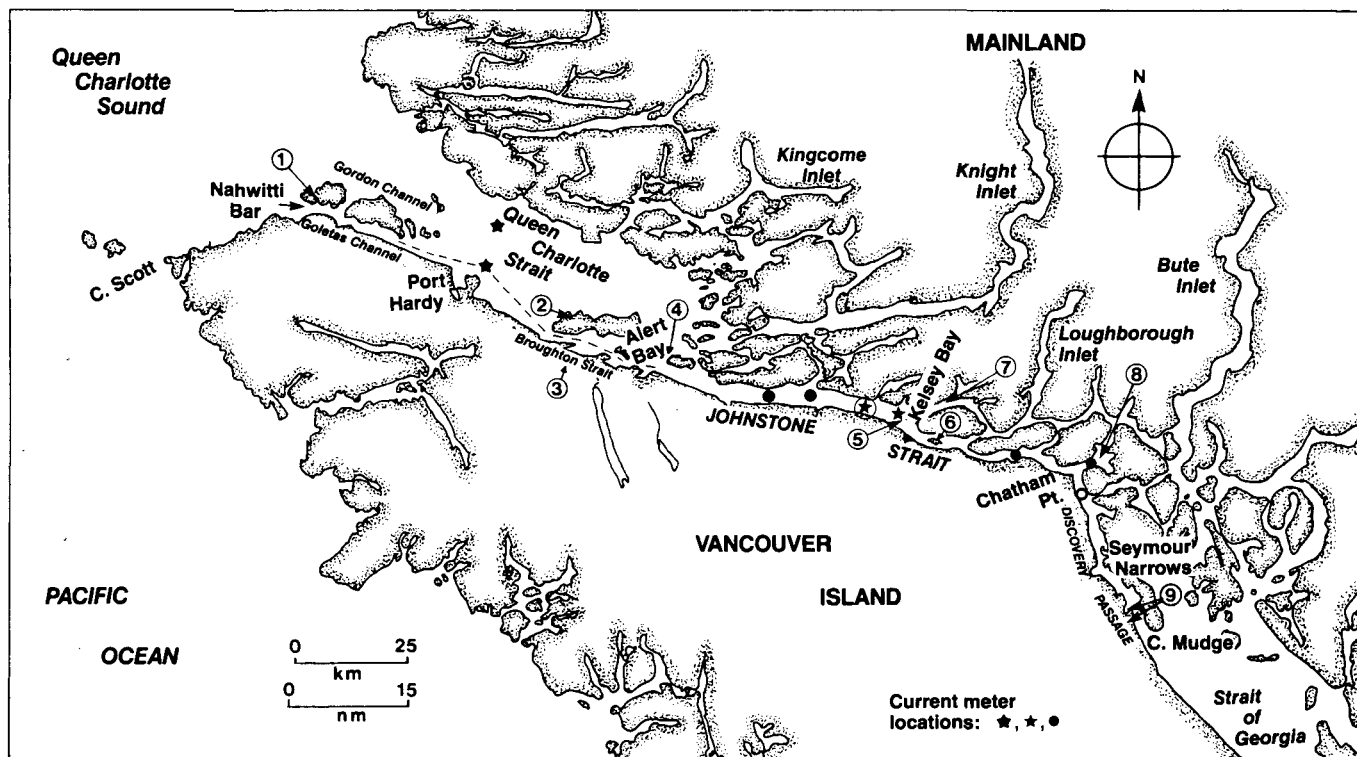 Queen
Charlotte
Sound
MAINLAND
N
①
Nahwitti
Bar
Gordon Channel
Goletas Channel
C. Scott
Queen
Charlotte
Strait
Port
Hardy
Kingcome
Inlet
Knight
Inlet
Bute
Inlet
②
Alert
Bay
④
Broughton Strait
③
Loughborough
Inlet
Kelsey Bay
⑦
⑧
JOHNSTONE
⑤
⑥
STRAIT
Chatham
Pt.
DISCOVERY
PASSAGE
Seymour
Narrows
⑨
C. Mudge
VANCOUVER
ISLAND
PACIFIC
OCEAN
0 25
km
0 15
nm
Current meter
locations: ★, ★, ●
Strait
of
Georgia